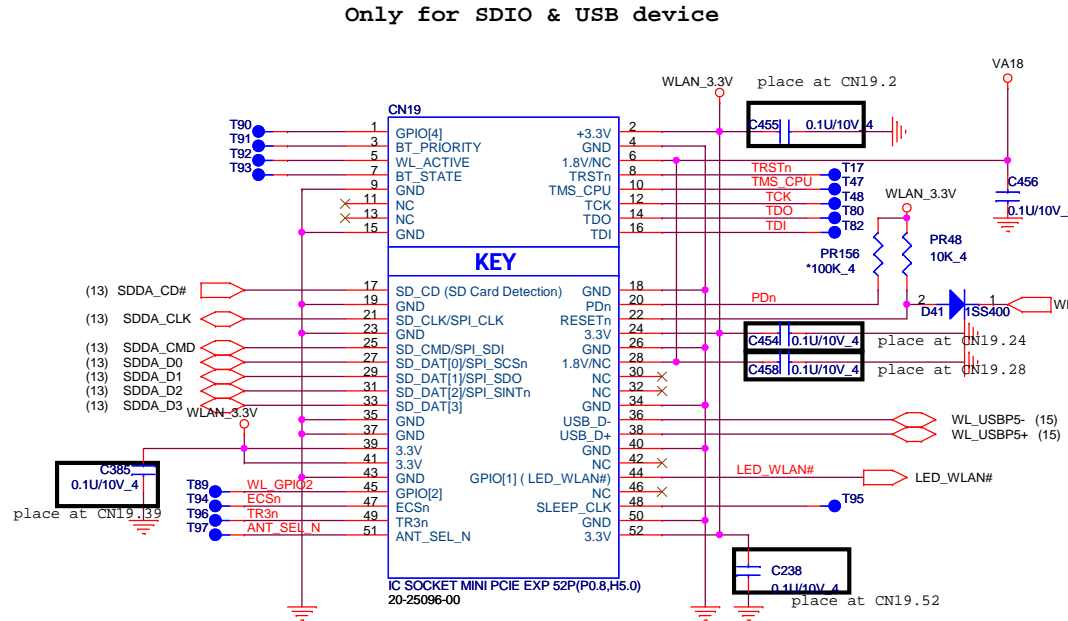 Only for SDIO & USB device
VA18
WLAN_3.3V
place at CN19.2
CN19
C455
0.1U/10V_4
T90
1
GPIO[4]
+3.3V
2
T91
3
BT_PRIORITY
GND
4
T92
5
WL_ACTIVE
1.8V/NC
6
T93
7
BT_STATE
TRSTn
8
TRSTn
T17
9
GND
TMS_CPU
10
TMS_CPU
T47
11
NC
TCK
12
TCK
T48
13
NC
TDO
14
TDO
T80
15
GND
TDI
16
TDI
T82
WLAN_3.3V
C456
PR156
*100K_4
PR48
10K_4
KEY
(13) SDDA_CD#
17
SD_CD (SD Card Detection)
GND
18
19
GND
PDn
20
PDn
(13) SDDA_CLK
21
SD_CLK/SPI_CLK
RESETn
22
2
D41
1SS400
1
23
GND
3.3V
24
(13) SDDA_CMD
25
SD_CMD/SPI_SDI
GND
26
C454
0.1U/10V_4
place at CN19.24
(13) SDDA_D0
27
SD_DAT[0]/SPI_SCSn
1.8V/NC
28
C458
0.1U/10V_4
place at CN19.28
(13) SDDA_D1
29
SD_DAT[1]/SPI_SDO
NC
30
(13) SDDA_D2
31
SD_DAT[2]/SPI_SINTn
NC
32
(13) SDDA_D3
33
SD_DAT[3]
GND
34
WLAN_3.3V
35
GND
USB_D-
36
WL_USBP5- (15)
37
GND
USB_D+
38
WL_USBP5+ (15)
39
3.3V
GND
40
41
3.3V
NC
42
43
GND
GPIO[1] ( LED_WLAN#)
44
LED_WLAN#
LED_WLAN#
C385
0.1U/10V_4
place at CN19.39
T89
WL_GPIO2
45
GPIO[2]
NC
46
T94
ECSn
47
ECSn
SLEEP_CLK
48
T95
T96
TR3n
49
TR3n
GND
50
T97
ANT_SEL_N
51
ANT_SEL_N
3.3V
52
C238
0.1U/10V_4
place at CN19.52
IC SOCKET MINI PCIE EXP 52P(P0.8,H5.0)
20-25096-00